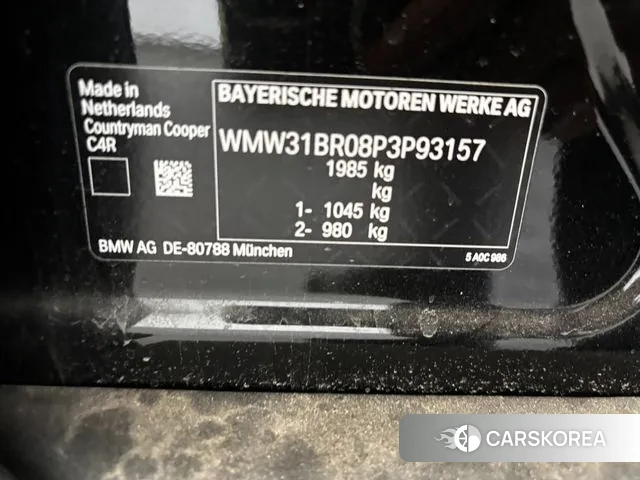 Made in
Netherlands
Countryman Cooper
C4R
BAYERISCHE MOTOREN WERKE AG
WMW31BR08P3P93157
1985 kg
kg
1- 1045 kg
2- 980 kg
BMW AG DE-80788 München
5 A0C 986
CARSKOREA